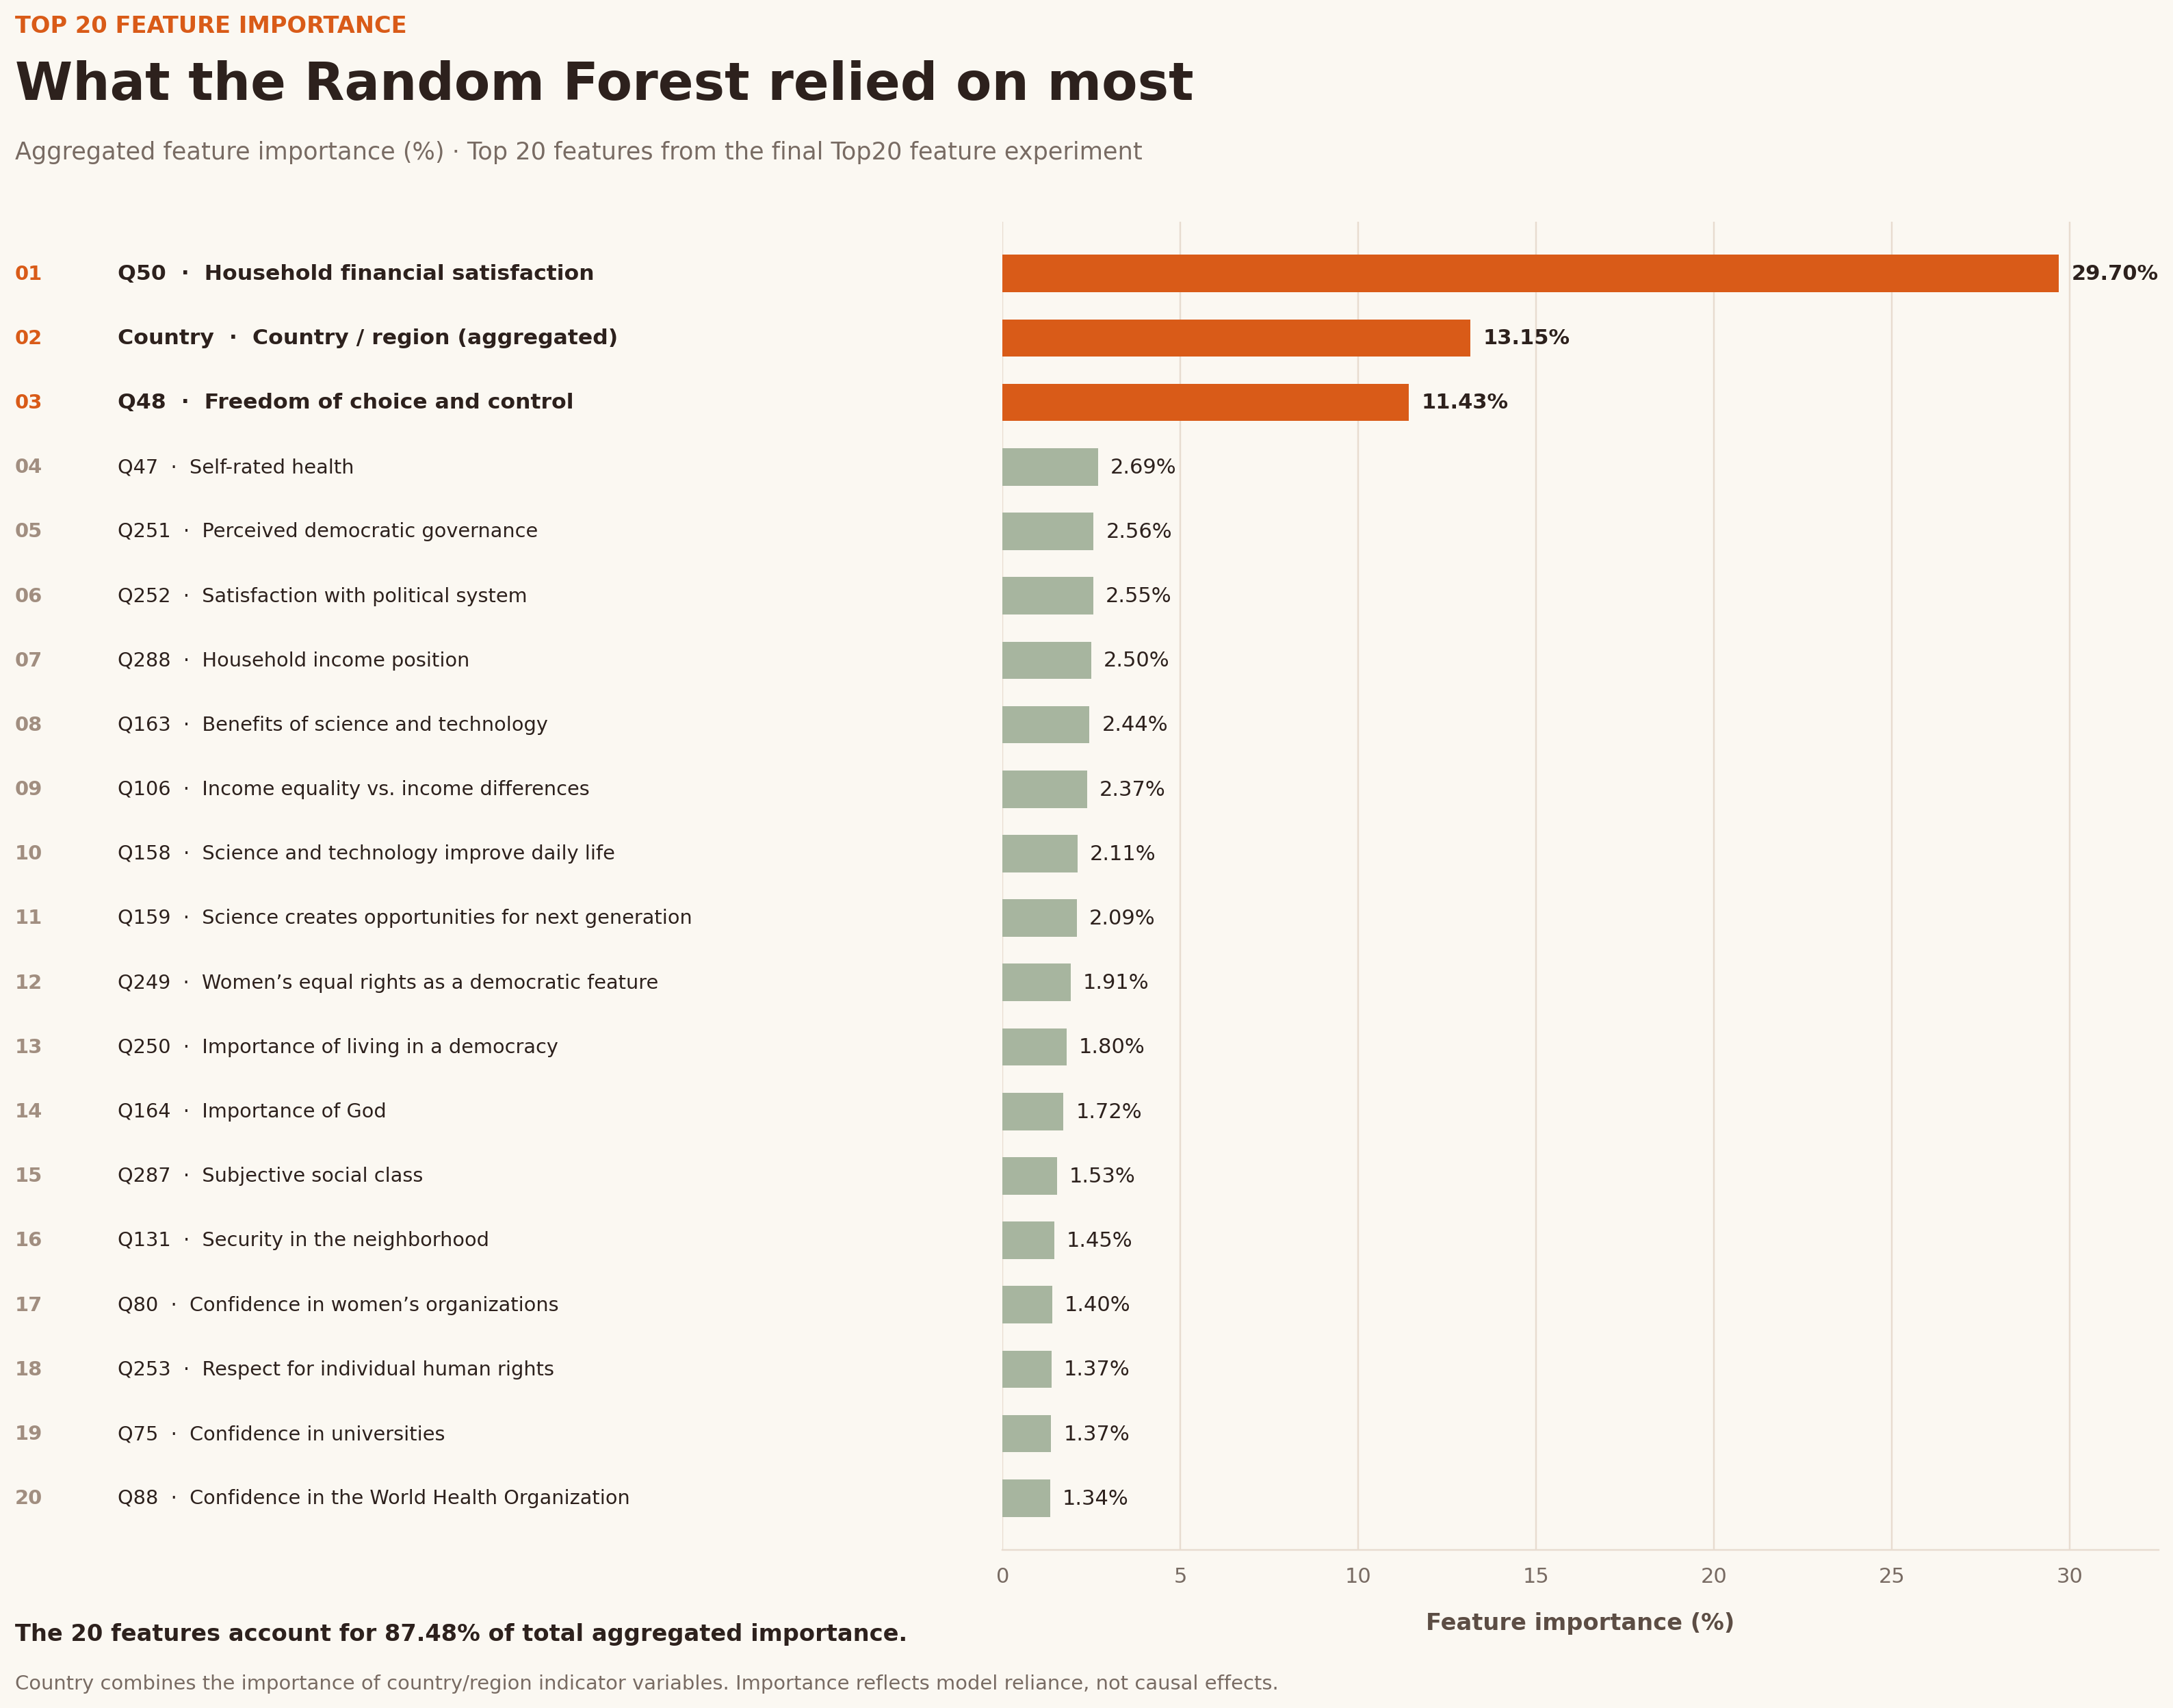 TOP 20 FEATURE IMPORTANCE
What the Random Forest relied on most
Aggregated feature importance (%) · Top 20 features from the final Top20 feature experiment
01 Q50 · Household financial satisfaction 29.70%
02 Country · Country / region (aggregated) 13.15%
03 Q48 · Freedom of choice and control 11.43%
04 Q47 · Self-rated health 2.69%
05 Q251 · Perceived democratic governance 2.56%
06 Q252 · Satisfaction with political system 2.55%
07 Q288 · Household income position 2.50%
08 Q163 · Benefits of science and technology 2.44%
09 Q106 · Income equality vs. income differences 2.37%
10 Q158 · Science and technology improve daily life 2.11%
11 Q159 · Science creates opportunities for next generation 2.09%
12 Q249 · Women’s equal rights as a democratic feature 1.91%
13 Q250 · Importance of living in a democracy 1.80%
14 Q164 · Importance of God 1.72%
15 Q287 · Subjective social class 1.53%
16 Q131 · Security in the neighborhood 1.45%
17 Q80 · Confidence in women’s organizations 1.40%
18 Q253 · Respect for individual human rights 1.37%
19 Q75 · Confidence in universities 1.37%
20 Q88 · Confidence in the World Health Organization 1.34%
0 5 10 15 20 25 30
Feature importance (%)
The 20 features account for 87.48% of total aggregated importance.
Country combines the importance of country/region indicator variables. Importance reflects model reliance, not causal effects.